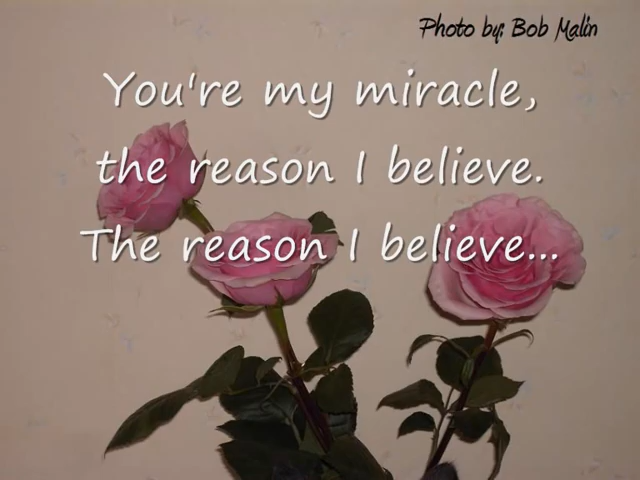 Photo by: Bob Malin
You're my miracle,
the reason I believe.
The reason I believe...